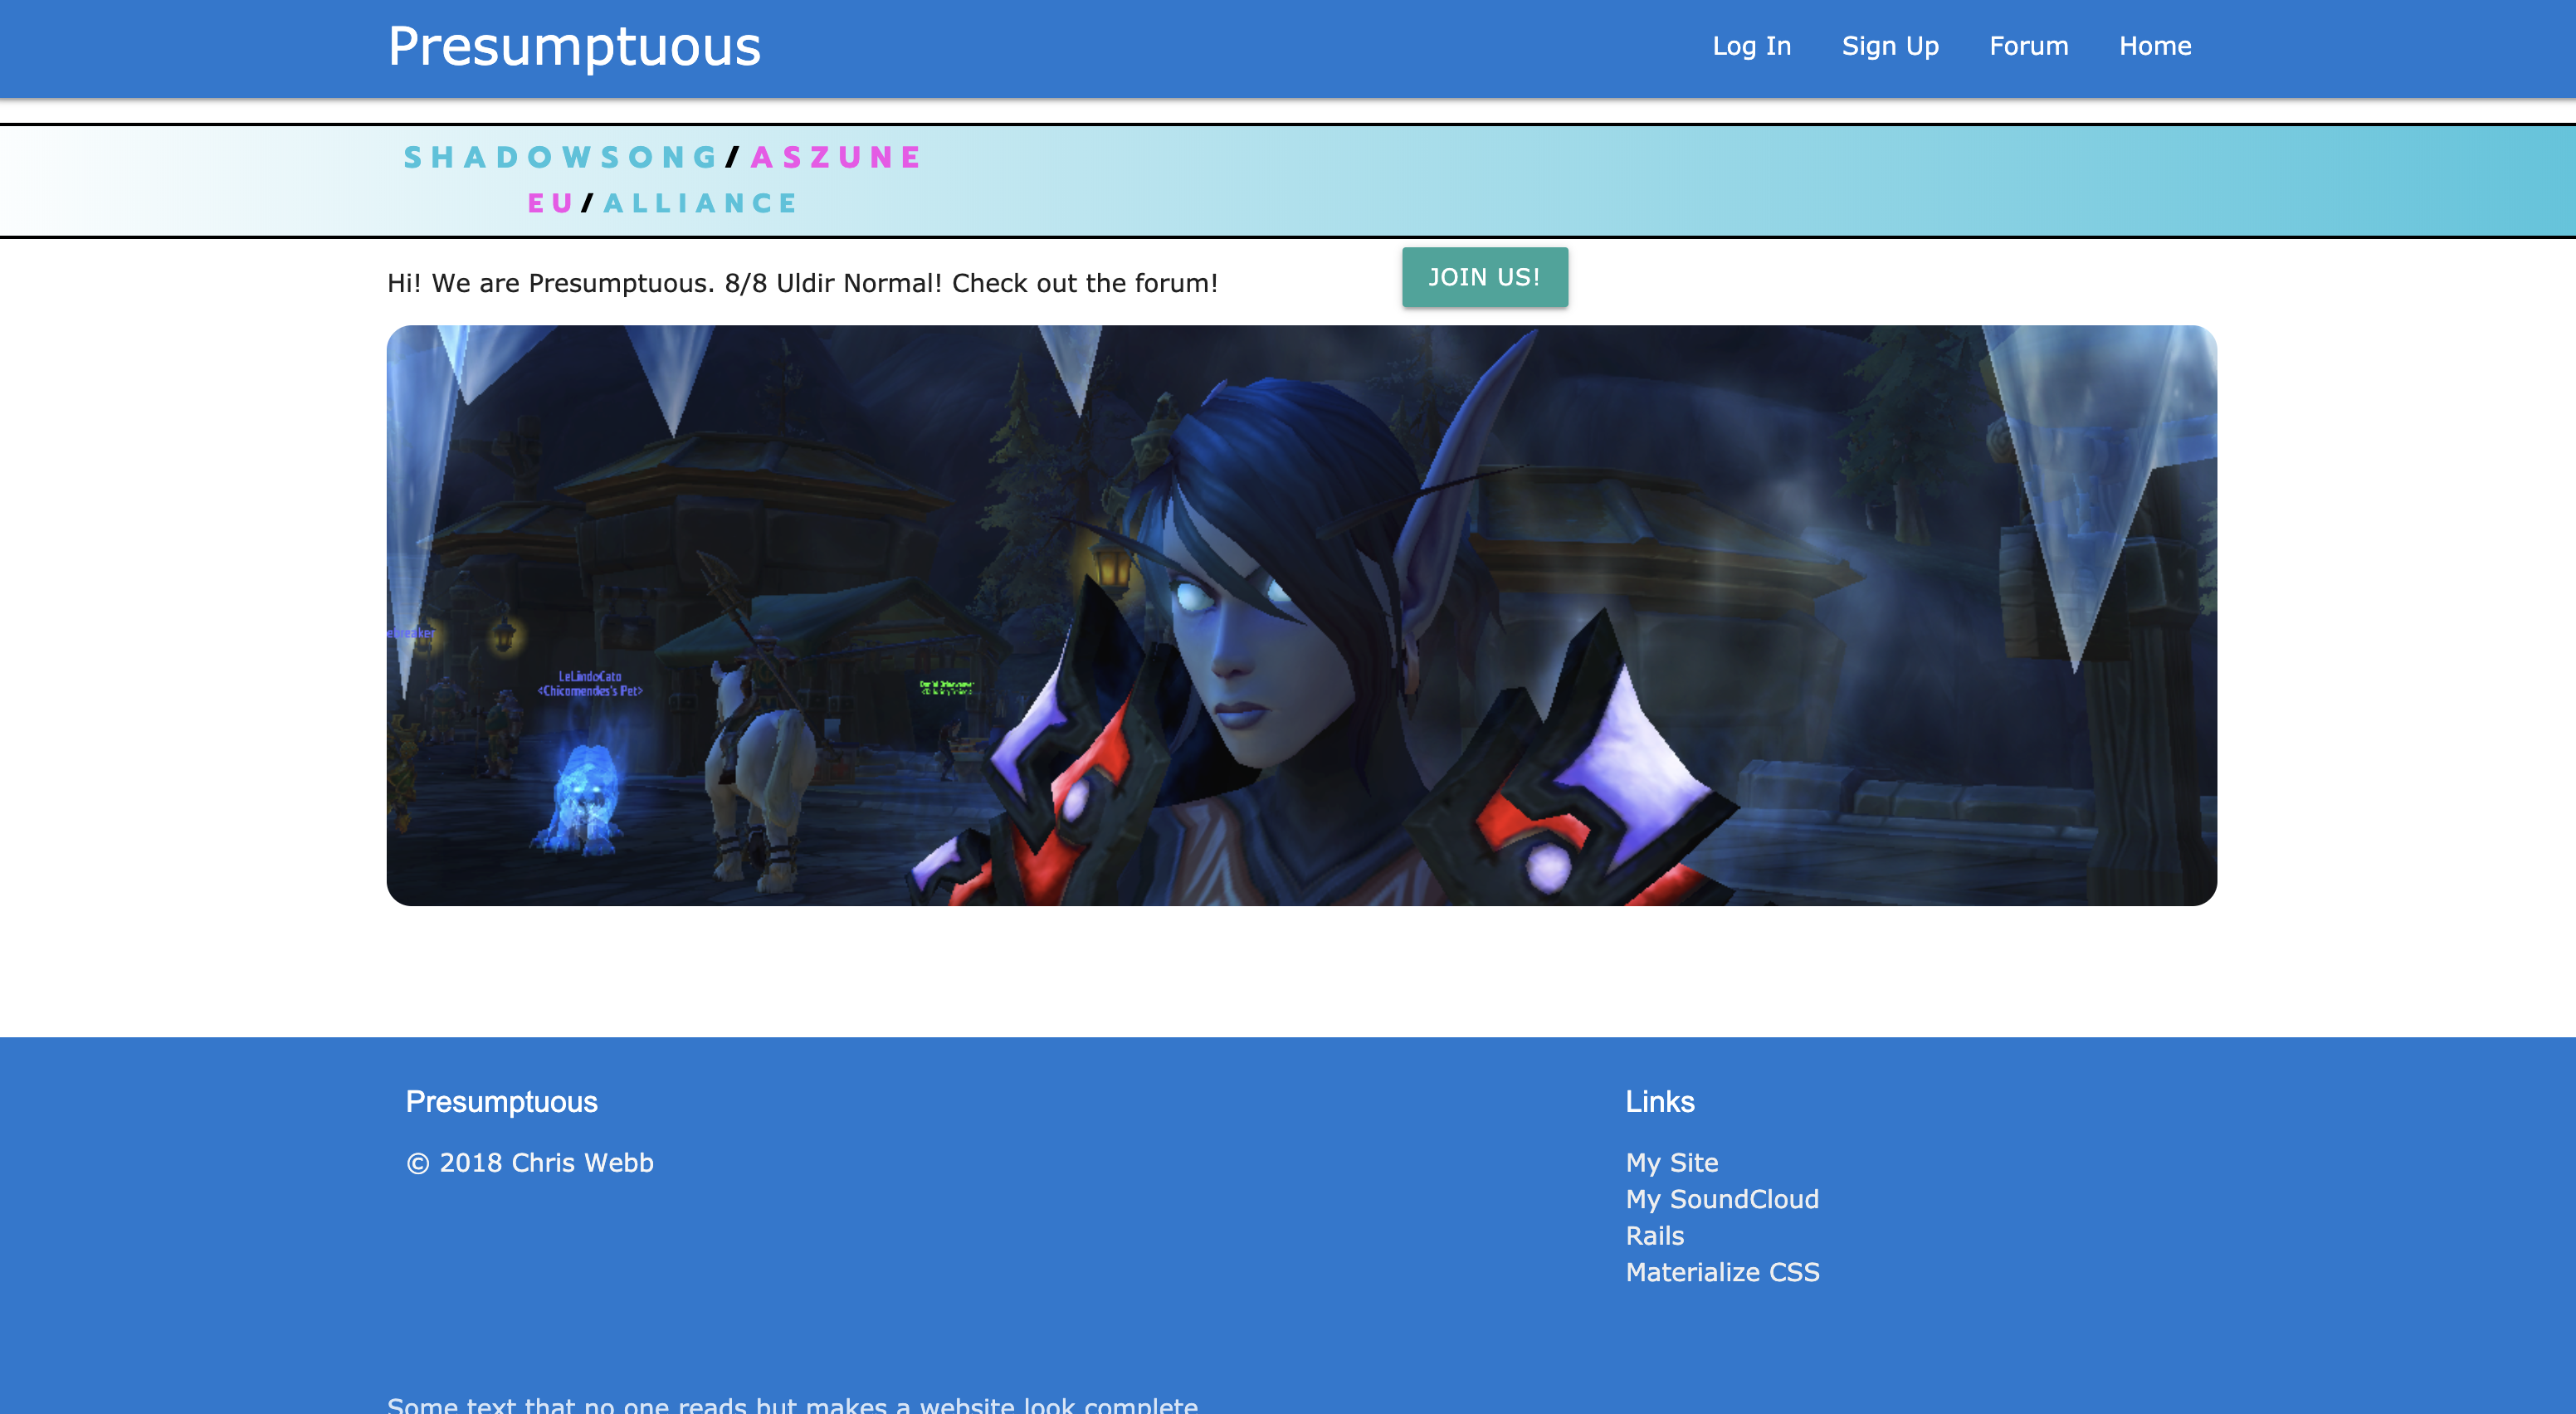 Presumptuous
Log In Sign Up Forum Home
SHADOWSONG/ASZUNE
EU/ALLIANCE
Hi! We are Presumptuous. 8/8 Uldir Normal! Check out the forum!
JOIN US!
LeLindoCato
<Chicomendes's Pet>
Presumptuous
© 2018 Chris Webb
Links
My Site
My SoundCloud
Rails
Materialize CSS
Some text that no one reads but makes a website look complete